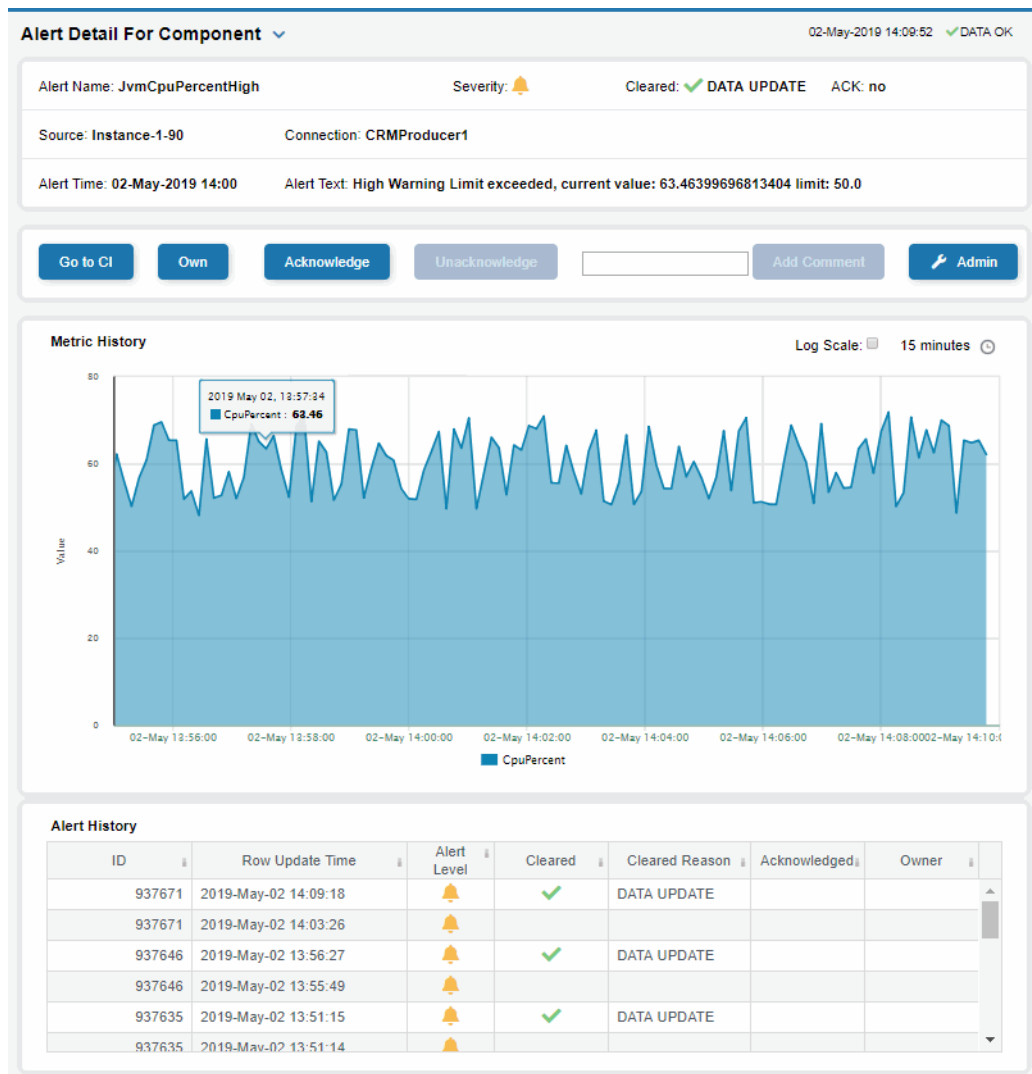 Alert Detail For Component
02-May-2019 14:09:52 DATA OK
Alert Name: JvmCpuPercentHigh Severity: Cleared: DATA UPDATE ACK: no
Source: Instance-1-90 Connection: CRMProducer1
Alert Time: 02-May-2019 14:00 Alert Text: High Warning Limit exceeded, current value: 63.46399696813404 limit: 50.0
Go to CI Own Acknowledge Unacknowledge Add Comment Admin
Metric History
Log Scale: 15 minutes
80
2019 May 02, 13:57:34
CpuPercent : 63.46
60
Value
40
20
0
02-May 13:56:00 02-May 13:58:00 02-May 14:00:00 02-May 14:02:00 02-May 14:04:00 02-May 14:06:00 02-May 14:08:00 02-May 14:10:0
CpuPercent
Alert History
ID Row Update Time Alert Level Cleared Cleared Reason Acknowledged Owner
937671 2019-May-02 14:09:18 DATA UPDATE
937671 2019-May-02 14:03:26
937646 2019-May-02 13:56:27 DATA UPDATE
937646 2019-May-02 13:55:49
937635 2019-May-02 13:51:15 DATA UPDATE
937635 2019-May-02 13:51:14